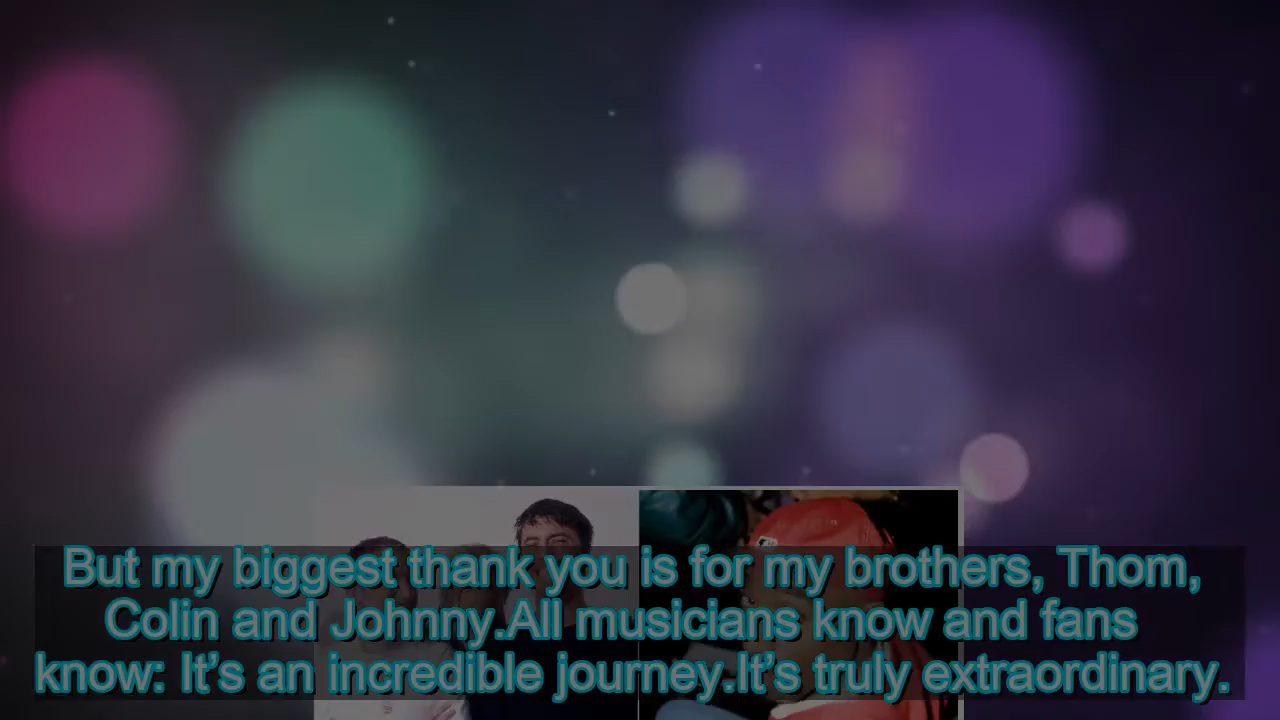 But my biggest thank you is for my brothers, Thom,
Colin and Johnny.All musicians know and fans
know: It’s an incredible journey.It’s truly extraordinary.